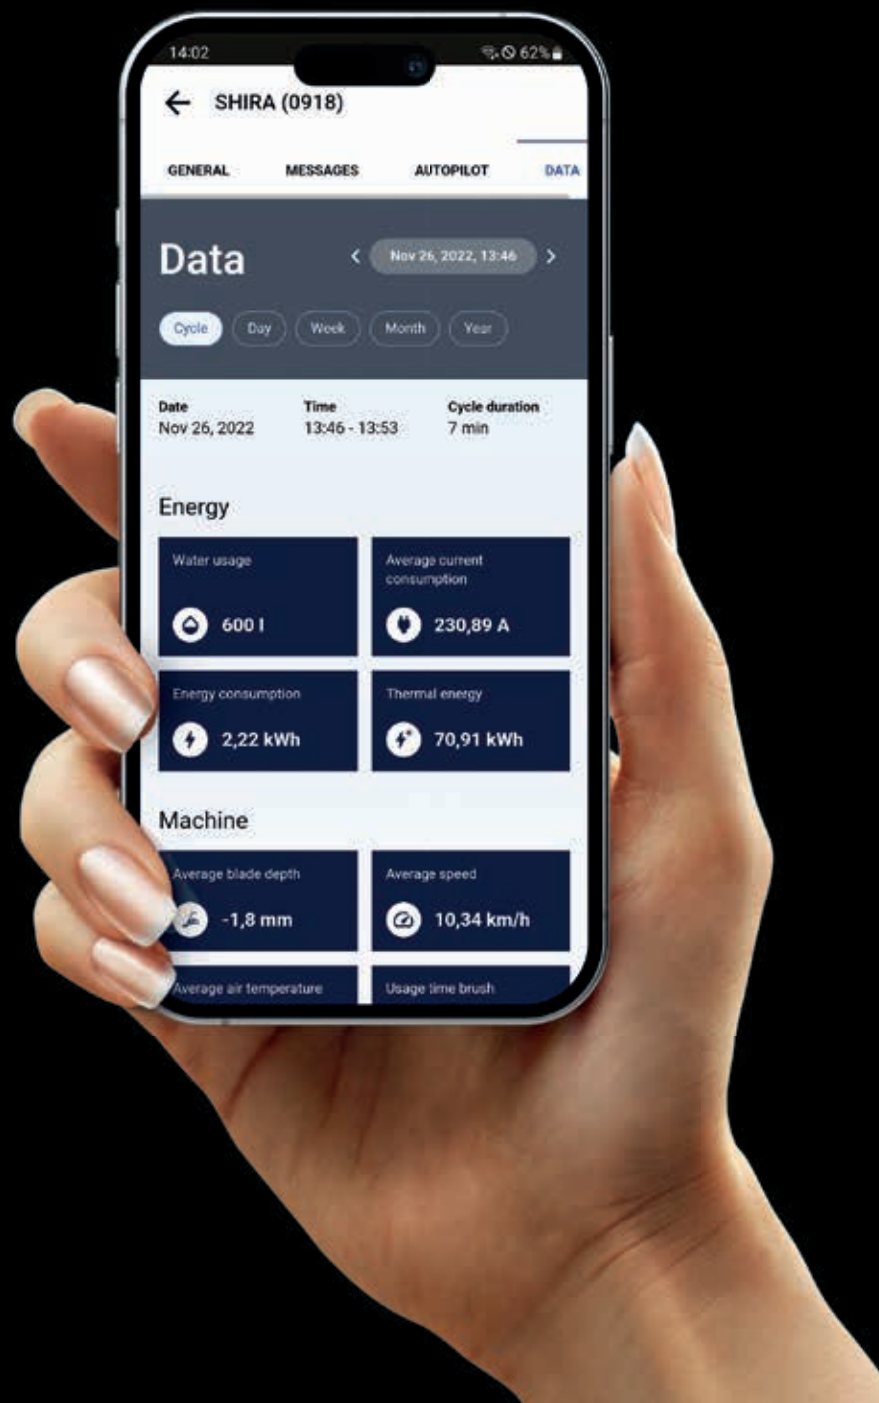 14:02 62%
SHIRA (0918)
GENERAL MESSAGES AUTOPILOT DATA
Data Nov 26, 2022, 13:46
Cycle Day Week Month Year
Date Time Cycle duration
Nov 26, 2022 13:46 - 13:53 7 min
Energy
Water usage
600 l
Average current
consumption
230,89 A
Energy consumption
2,22 kWh
Thermal energy
70,91 kWh
Machine
Average blade depth
-1,8 mm
Average speed
10,34 km/h
Average air temperature
Usage time brush